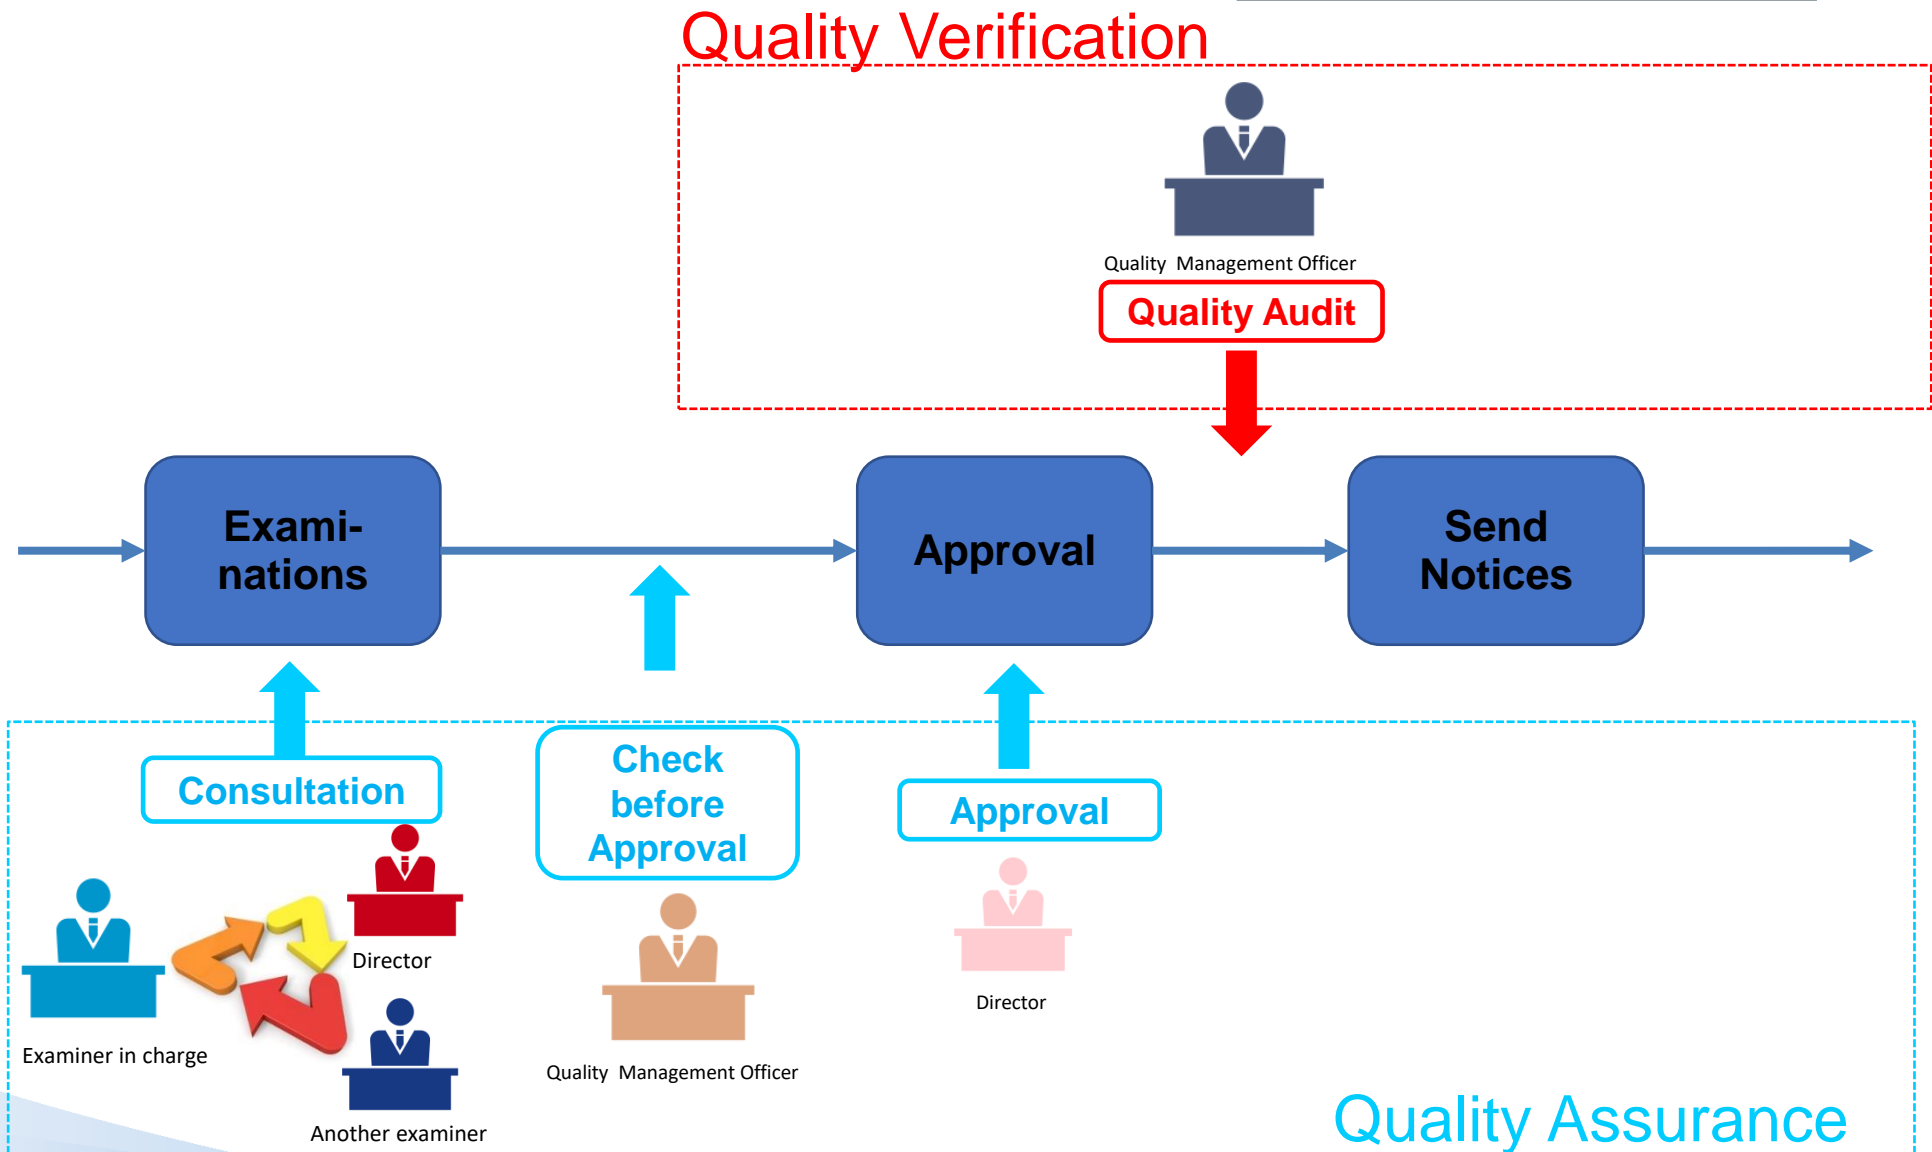 Quality Verification
Quality Management Officer
Quality Audit
Exami-
nations
Approval
Send
Notices
Consultation
Check
before
Approval
Approval
Director
Examiner in charge
Another examiner
Quality Management Officer
Director
Quality Assurance